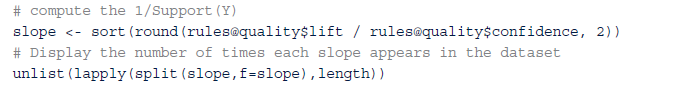 # compute the 1/Support(Y)
slope <- sort(round(rules@quality$lift / rules@quality$confidence, 2))
# Display the number of times each slope appears in the dataset
unlist(lapply(split(slope,f=slope),length))